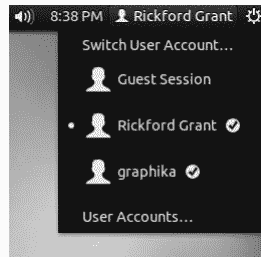 8:38 PM Rickford Grant
Switch User Account...
Guest Session
Rickford Grant
graphika
User Accounts...